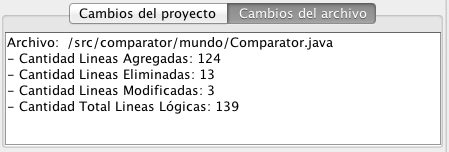 Cambios del proyecto Cambios del archivo
Archivo: /src/comparator/mundo/Comparator.java
- Cantidad Lineas Agregadas: 124
- Cantidad Lineas Eliminadas: 13
- Cantidad Lineas Modificadas: 3
- Cantidad Total Lineas Lógicas: 139